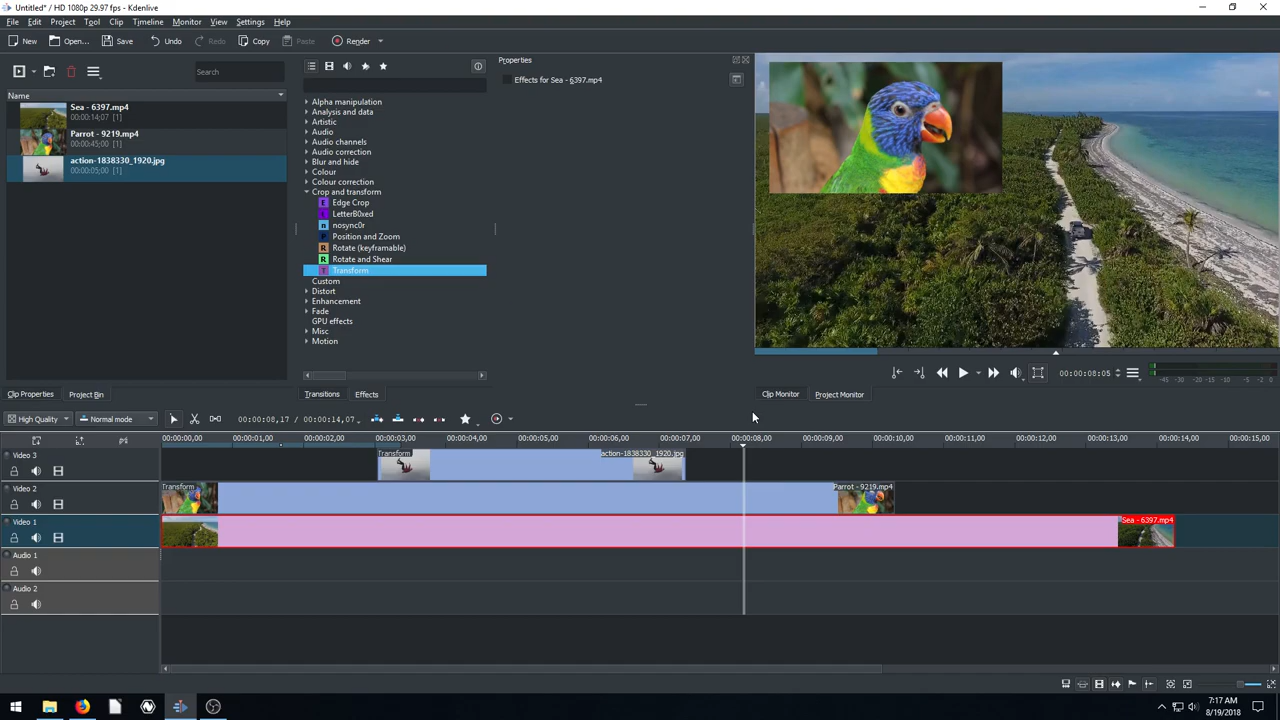 Untitled* / HD 1080p 29.97 fps - Kdenlive
File Edit Project Tool Clip Timeline Monitor View Settings Help
New Open... Save Undo Redo Copy Paste Render
Search
Name
Sea - 6397.mp4
00:00:14;07 [1]
Parrot - 9219.mp4
00:00:45;00 [1]
action-1838330_1920.jpg
00:00:05;00 [1]
Clip Properties Project Bin
Alpha manipulation
Analysis and data
Artistic
Audio
Audio channels
Audio correction
Blur and hide
Colour
Colour correction
Crop and transform
Edge Crop
LetterB0xed
nosync0r
Position and Zoom
Rotate (keyframable)
Rotate and Shear
Transform
Custom
Distort
Enhancement
Fade
GPU effects
Misc
Motion
Transitions Effects
Properties
Effects for Sea - 6397.mp4
00:00:08:05
-45 -30 -20 -15 -10 -5 -2 0
Clip Monitor Project Monitor
High Quality Normal mode 00:00:08,17 / 00:00:14,07
00:00:00,00 00:00:01,00 00:00:02,00 00:00:03,00 00:00:04,00 00:00:05,00 00:00:06,00 00:00:07,00 00:00:08,00 00:00:09,00 00:00:10,00 00:00:11,00 00:00:12,00 00:00:13,00 00:00:14,00 00:00:15,00
Video 3 Transform action-1838330_1920.jpg
Video 2 Transform Parrot - 9219.mp4
Video 1 Sea - 6397.mp4
Audio 1
Audio 2
7:17 AM
8/19/2018